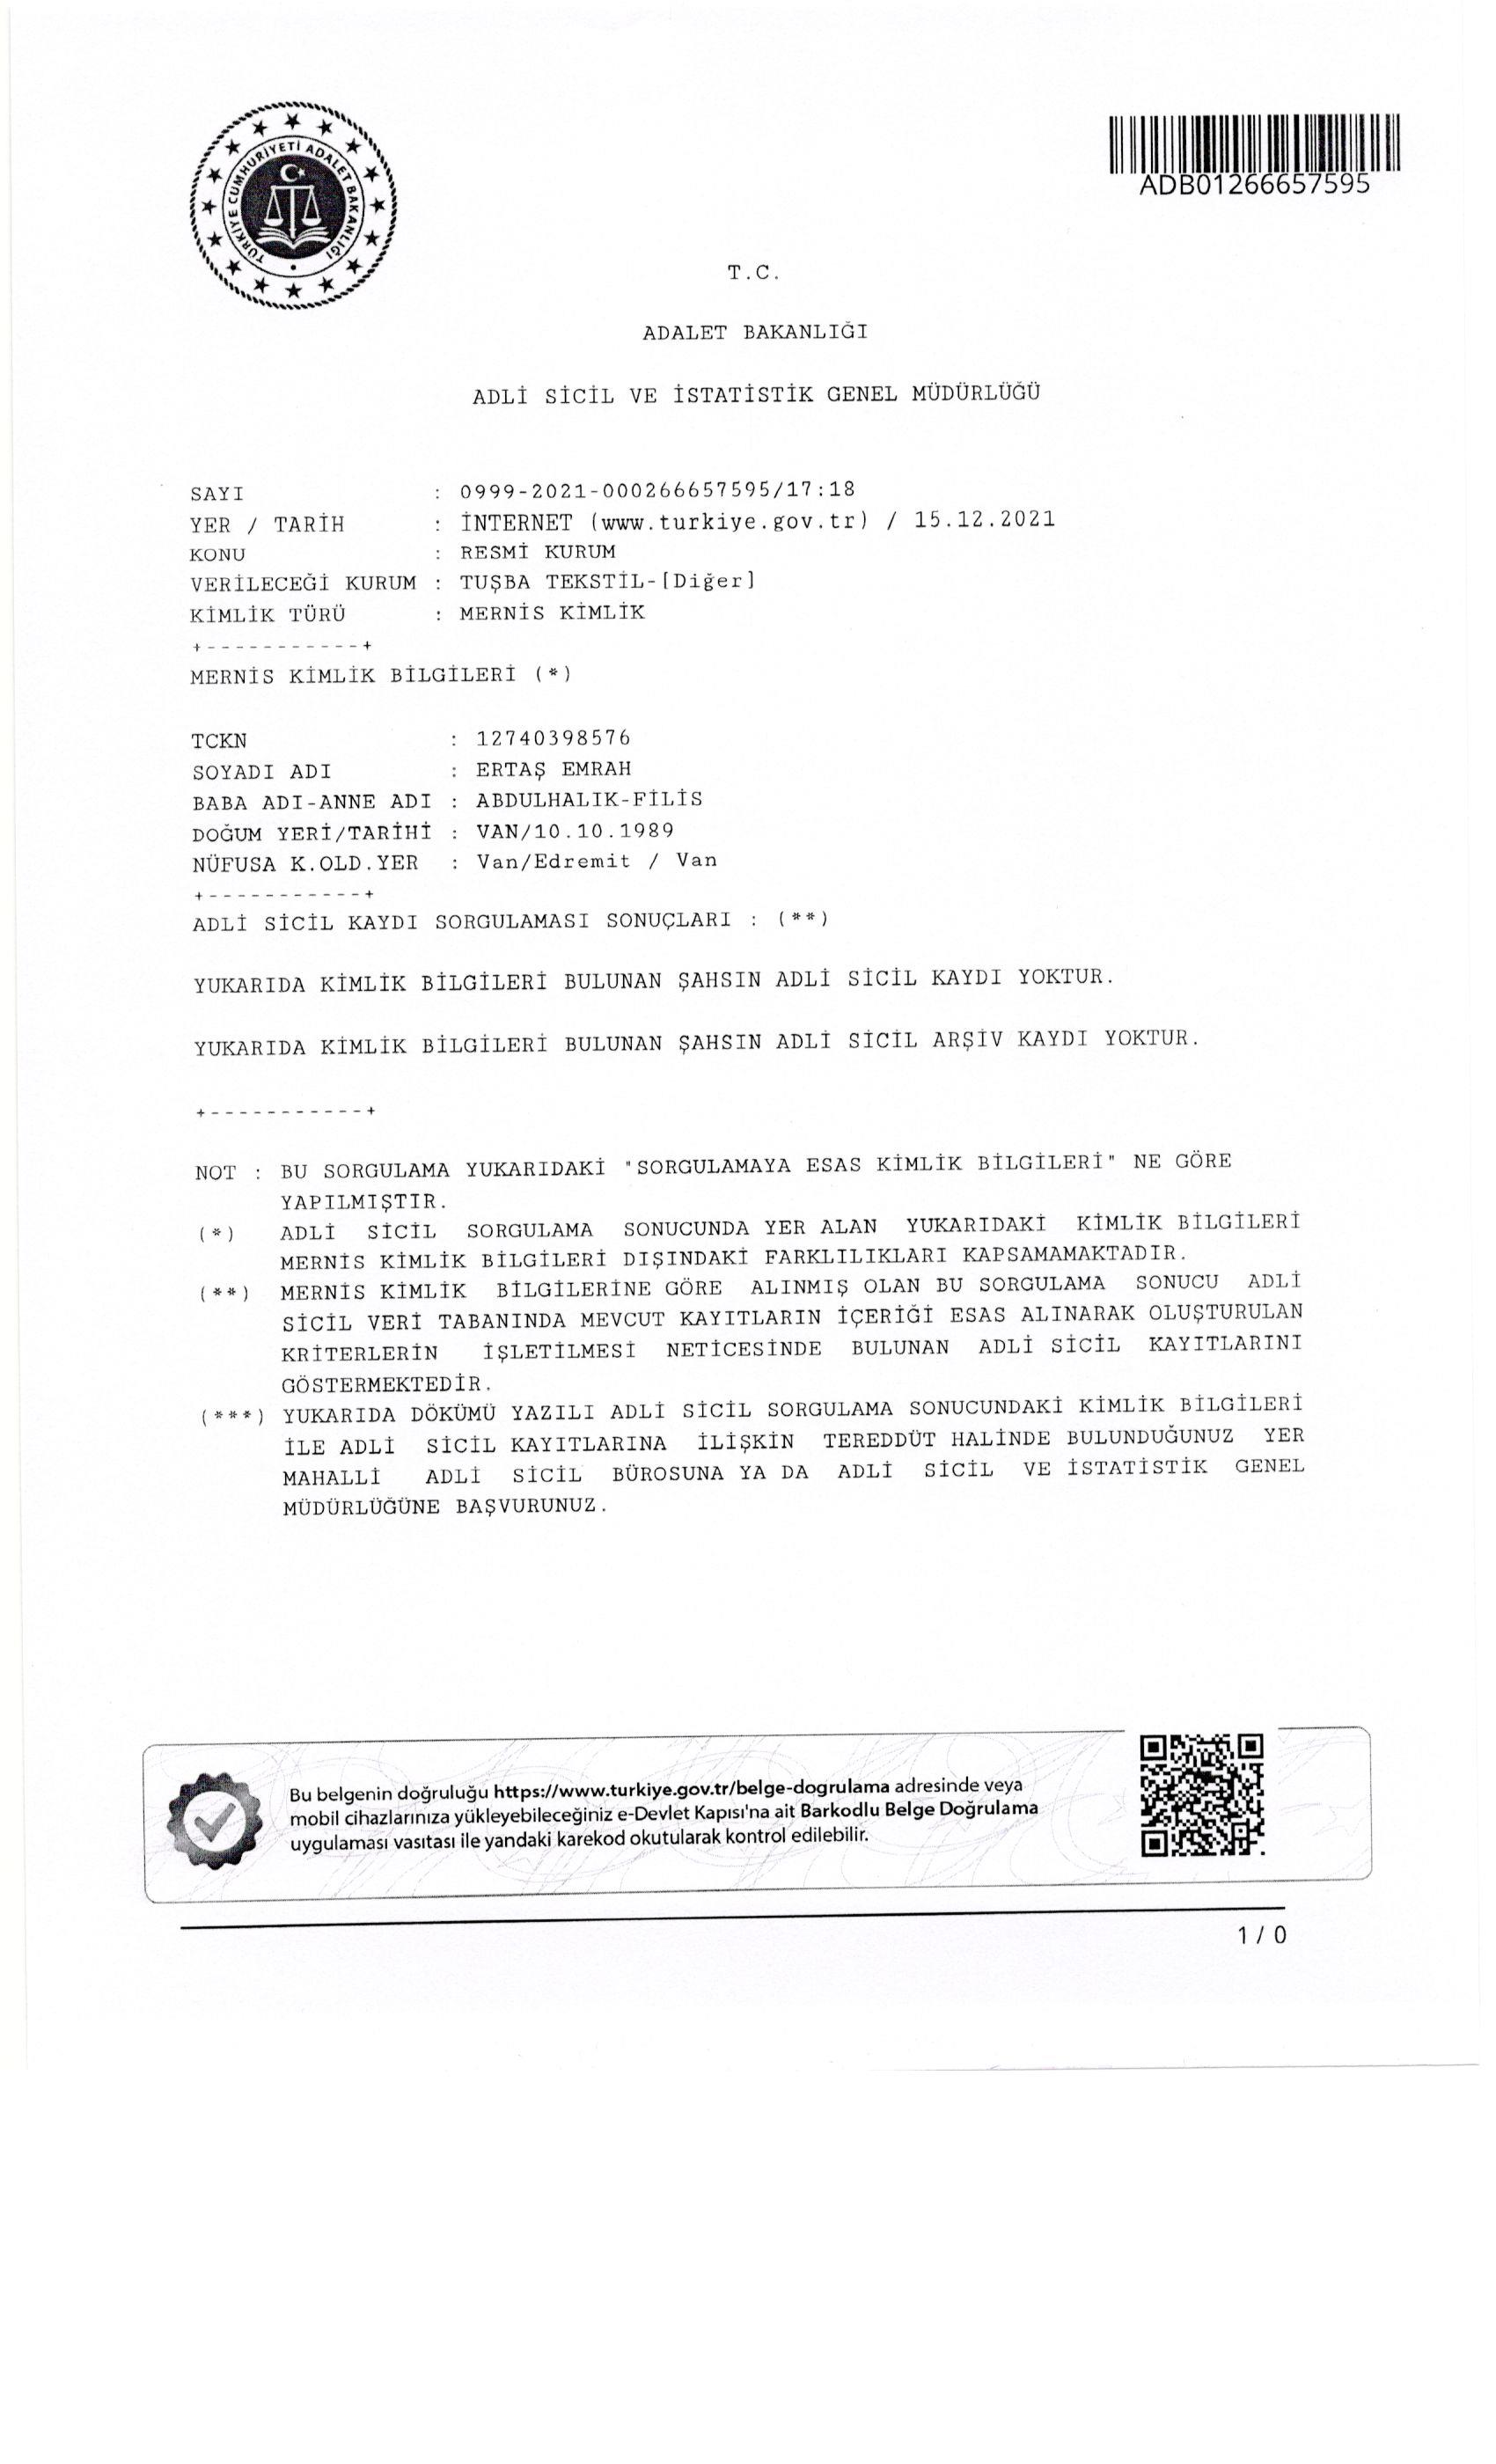 TÜRKİYE CUMHURİYETİ ADALET BAKANLIĞI
ADB01266657595
T.C.
ADALET BAKANLIĞI
ADLİ SİCİL VE İSTATİSTİK GENEL MÜDÜRLÜĞÜ
SAYI : 0999-2021-000266657595/17:18
YER / TARİH : İNTERNET (www.turkiye.gov.tr) / 15.12.2021
KONU : RESMİ KURUM
VERİLECEĞİ KURUM : TUŞBA TEKSTİL-[Diğer]
KİMLİK TÜRÜ : MERNİS KİMLİK
+-----------+
MERNİS KİMLİK BİLGİLERİ (*)
TCKN : 12740398576
SOYADI ADI : ERTAŞ EMRAH
BABA ADI-ANNE ADI : ABDULHALIK-FİLİS
DOĞUM YERİ/TARİHİ : VAN/10.10.1989
NÜFUSA K.OLD.YER : Van/Edremit / Van
+-----------+
ADLİ SİCİL KAYDI SORGULAMASI SONUÇLARI : (**)
YUKARIDA KİMLİK BİLGİLERİ BULUNAN ŞAHSIN ADLİ SİCİL KAYDI YOKTUR.
YUKARIDA KİMLİK BİLGİLERİ BULUNAN ŞAHSIN ADLİ SİCİL ARŞİV KAYDI YOKTUR.
+-----------+
NOT : BU SORGULAMA YUKARIDAKİ "SORGULAMAYA ESAS KİMLİK BİLGİLERİ" NE GÖRE
YAPILMIŞTIR.
(*) ADLİ SİCİL SORGULAMA SONUCUNDA YER ALAN YUKARIDAKİ KİMLİK BİLGİLERİ
MERNİS KİMLİK BİLGİLERİ DIŞINDAKİ FARKLILIKLARI KAPSAMAMAKTADIR.
(**) MERNİS KİMLİK BİLGİLERİNE GÖRE ALINMIŞ OLAN BU SORGULAMA SONUCU ADLİ
SİCİL VERİ TABANINDA MEVCUT KAYITLARIN İÇERİĞİ ESAS ALINARAK OLUŞTURULAN
KRİTERLERİN İŞLETİLMESİ NETİCESİNDE BULUNAN ADLİ SİCİL KAYITLARINI
GÖSTERMEKTEDİR.
(***) YUKARIDA DÖKÜMÜ YAZILI ADLİ SİCİL SORGULAMA SONUCUNDAKİ KİMLİK BİLGİLERİ
İLE ADLİ SİCİL KAYITLARINA İLİŞKİN TEREDDÜT HALİNDE BULUNDUĞUNUZ YER
MAHALLİ ADLİ SİCİL BÜROSUNA YA DA ADLİ SİCİL VE İSTATİSTİK GENEL
MÜDÜRLÜĞÜNE BAŞVURUNUZ.
Bu belgenin doğruluğu https://www.turkiye.gov.tr/belge-dogrulama adresinde veya
mobil cihazlarınıza yükleyebileceğiniz e-Devlet Kapısı'na ait Barkodlu Belge Doğrulama
uygulaması vasıtası ile yandaki karekod okutularak kontrol edilebilir.
1 / 0